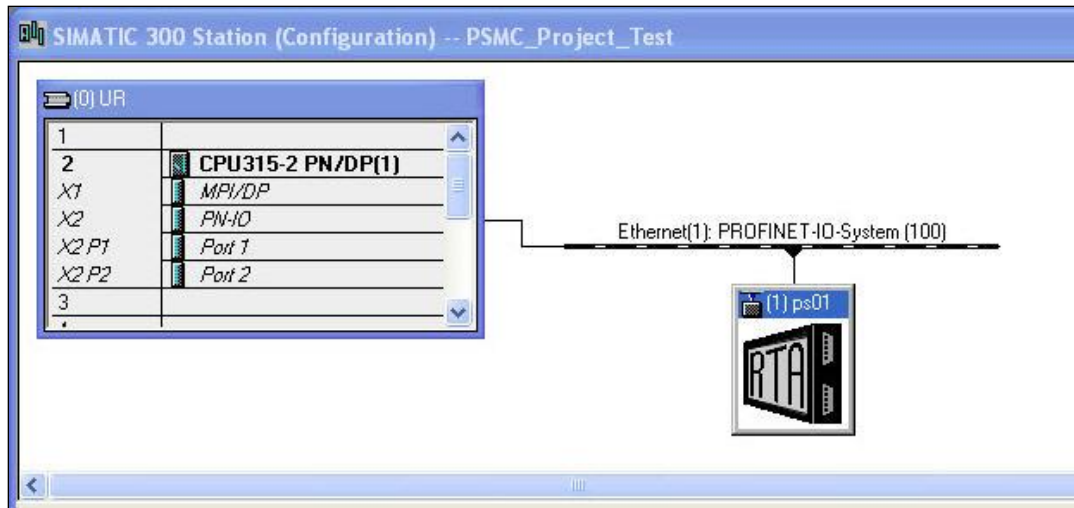 SIMATIC 300 Station (Configuration) -- PSMC_Project_Test
(0) UR
1
2 CPU315-2 PN/DP(1)
X1 MPI/DP
X2 PN-IO
X2 P1 Port 1
X2 P2 Port 2
3
Ethernet(1): PROFINET-IO-System (100)
(1) ps01
RTA